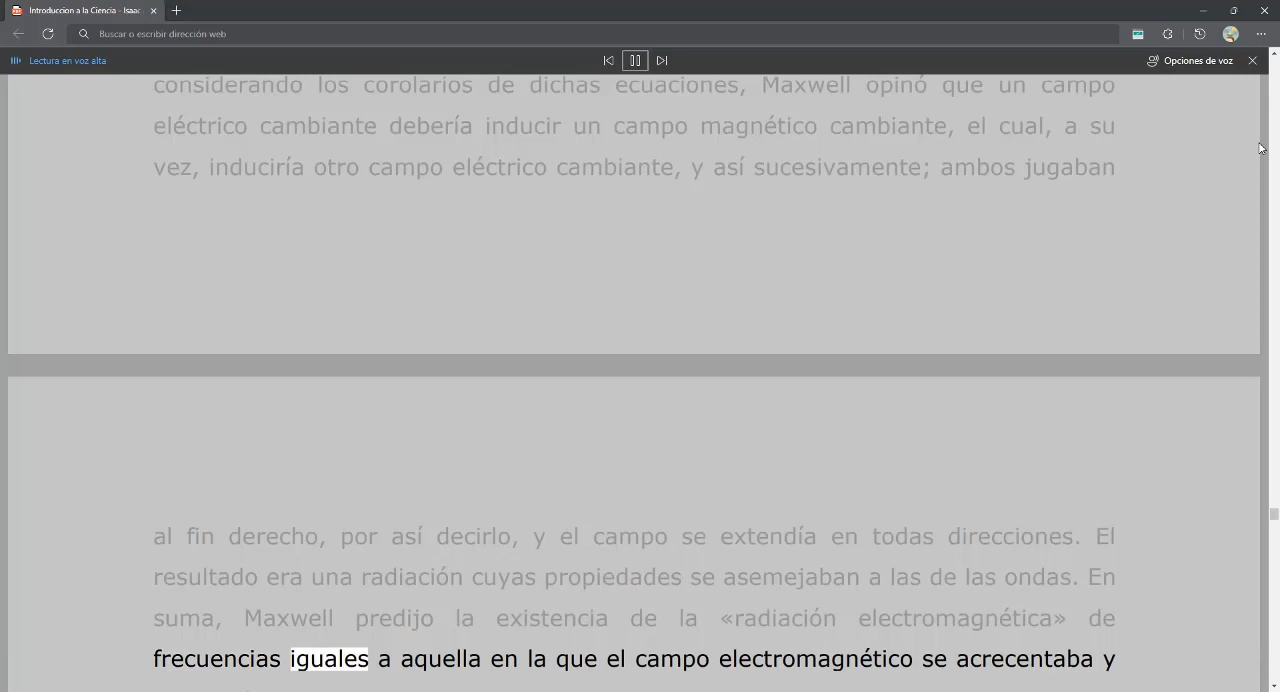 Introduccion a la Ciencia - Isaac
Buscar o escribir dirección web
Lectura en voz alta
Opciones de voz
considerando los corolarios de dichas ecuaciones, Maxwell opinó que un campo
eléctrico cambiante debería inducir un campo magnético cambiante, el cual, a su
vez, induciría otro campo eléctrico cambiante, y así sucesivamente; ambos jugaban
al fin derecho, por así decirlo, y el campo se extendía en todas direcciones. El
resultado era una radiación cuyas propiedades se asemejaban a las de las ondas. En
suma, Maxwell predijo la existencia de la «radiación electromagnética» de
frecuencias iguales a aquella en la que el campo electromagnético se acrecentaba y